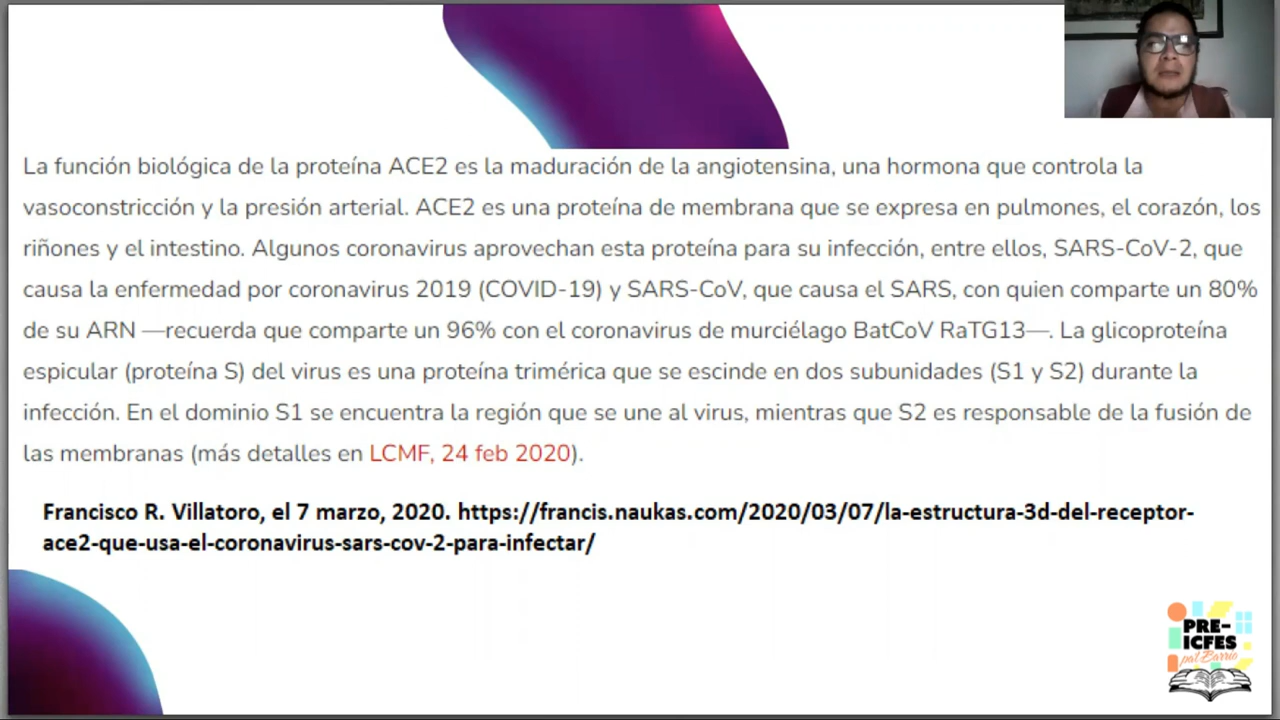 La función biológica de la proteína ACE2 es la maduración de la angiotensina, una hormona que controla la
vasoconstricción y la presión arterial. ACE2 es una proteína de membrana que se expresa en pulmones, el corazón, los
riñones y el intestino. Algunos coronavirus aprovechan esta proteína para su infección, entre ellos, SARS-CoV-2, que
causa la enfermedad por coronavirus 2019 (COVID-19) y SARS-CoV, que causa el SARS, con quien comparte un 80%
de su ARN —recuerda que comparte un 96% con el coronavirus de murciélago BatCoV RaTG13—. La glicoproteína
espicular (proteína S) del virus es una proteína trimérica que se escinde en dos subunidades (S1 y S2) durante la
infección. En el dominio S1 se encuentra la región que se une al virus, mientras que S2 es responsable de la fusión de
las membranas (más detalles en LCMF, 24 feb 2020).
Francisco R. Villatoro, el 7 marzo, 2020. https://francis.naukas.com/2020/03/07/la-estructura-3d-del-receptor-
ace2-que-usa-el-coronavirus-sars-cov-2-para-infectar/
PRE-
ICFES
pal Barrio